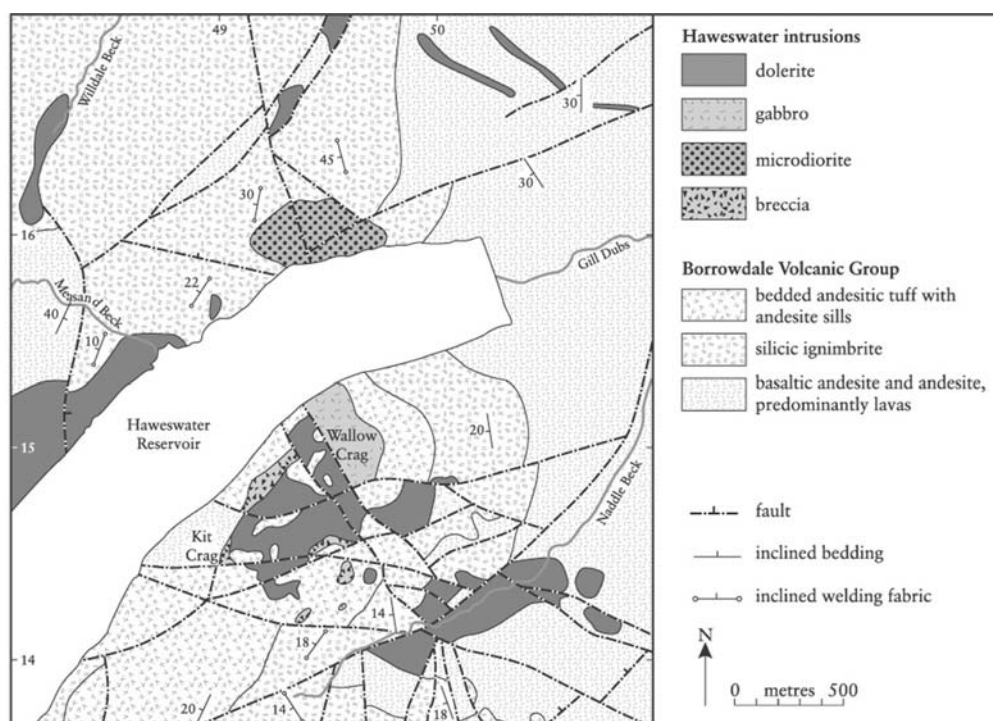 49
50
Willdale Beck
30
45
30
30
16
16
Gill Dubs
22
Measand Beck
40
10
Haweswater
Reservoir
Wallow
Crag
20
15
15
Kit
Crag
Naddle Beck
14
18
14
14
20
14
18
Haweswater intrusions
dolerite
gabbro
microdiorite
breccia
Borrowdale Volcanic Group
bedded andesitic tuff with
andesite sills
silicic ignimbrite
basaltic andesite and andesite,
predominantly lavas
fault
inclined bedding
inclined welding fabric
N
0 metres 500